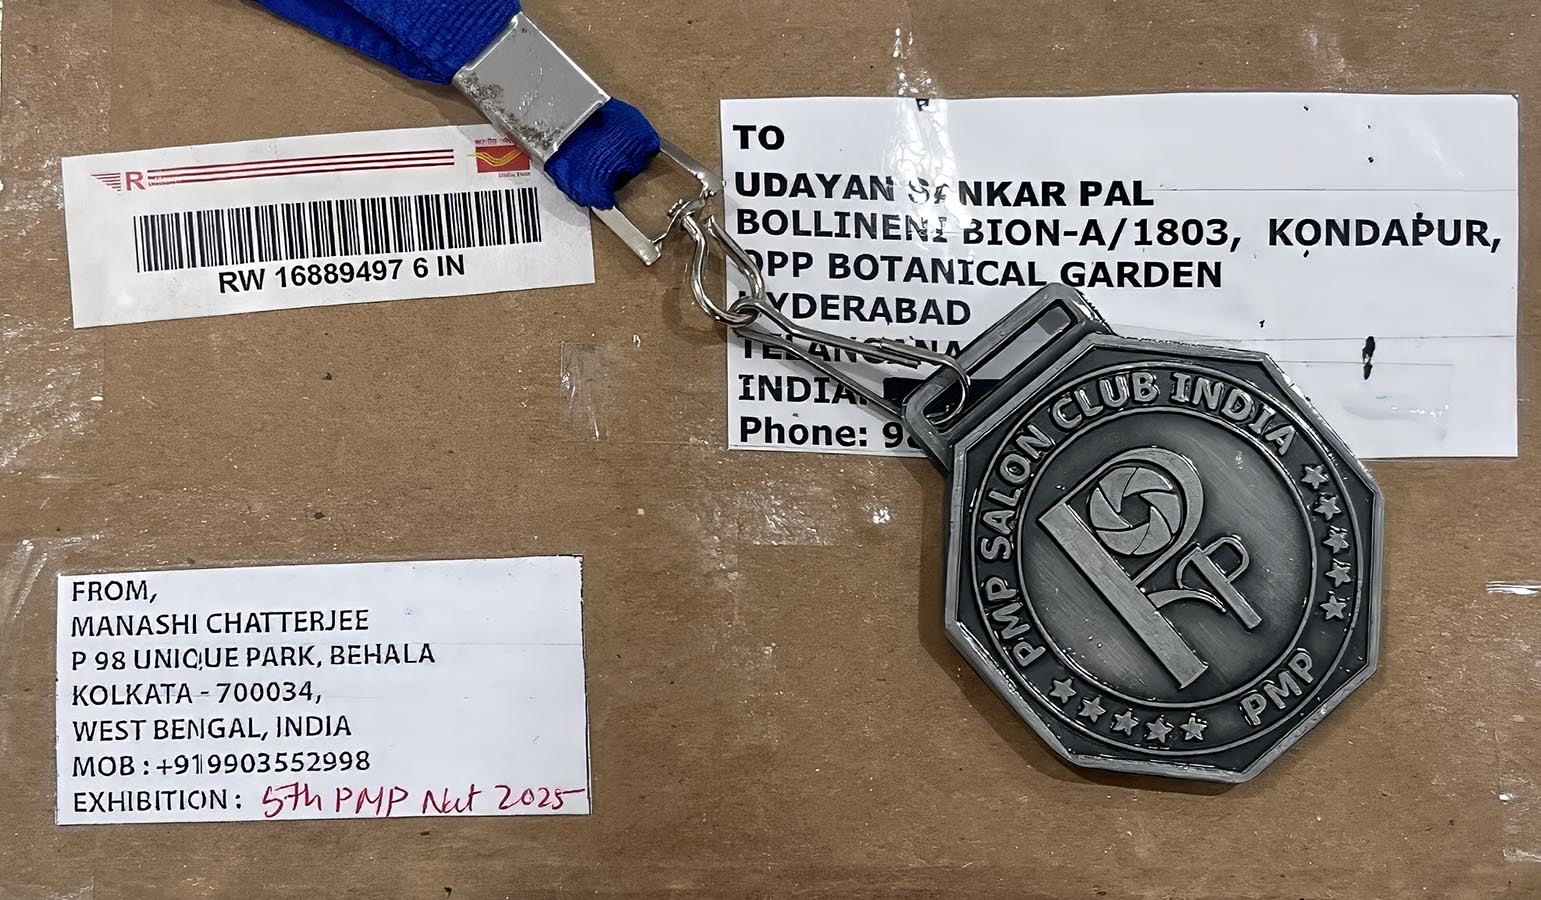 R
RW 16889497 6 IN
TO
UDAYAN SANKAR PAL
BOLLINENI BION-A/1803, KONDAPUR,
OPP BOTANICAL GARDEN
HYDERABAD
TELANGANA
INDIA
Phone: 98
PMP SALON CLUB INDIA
PMP
FROM,
MANASHI CHATTERJEE
P 98 UNIQUE PARK, BEHALA
KOLKATA - 700034,
WEST BENGAL, INDIA
MOB : +919903552998
EXHIBITION : 5th PMP Nat 2025